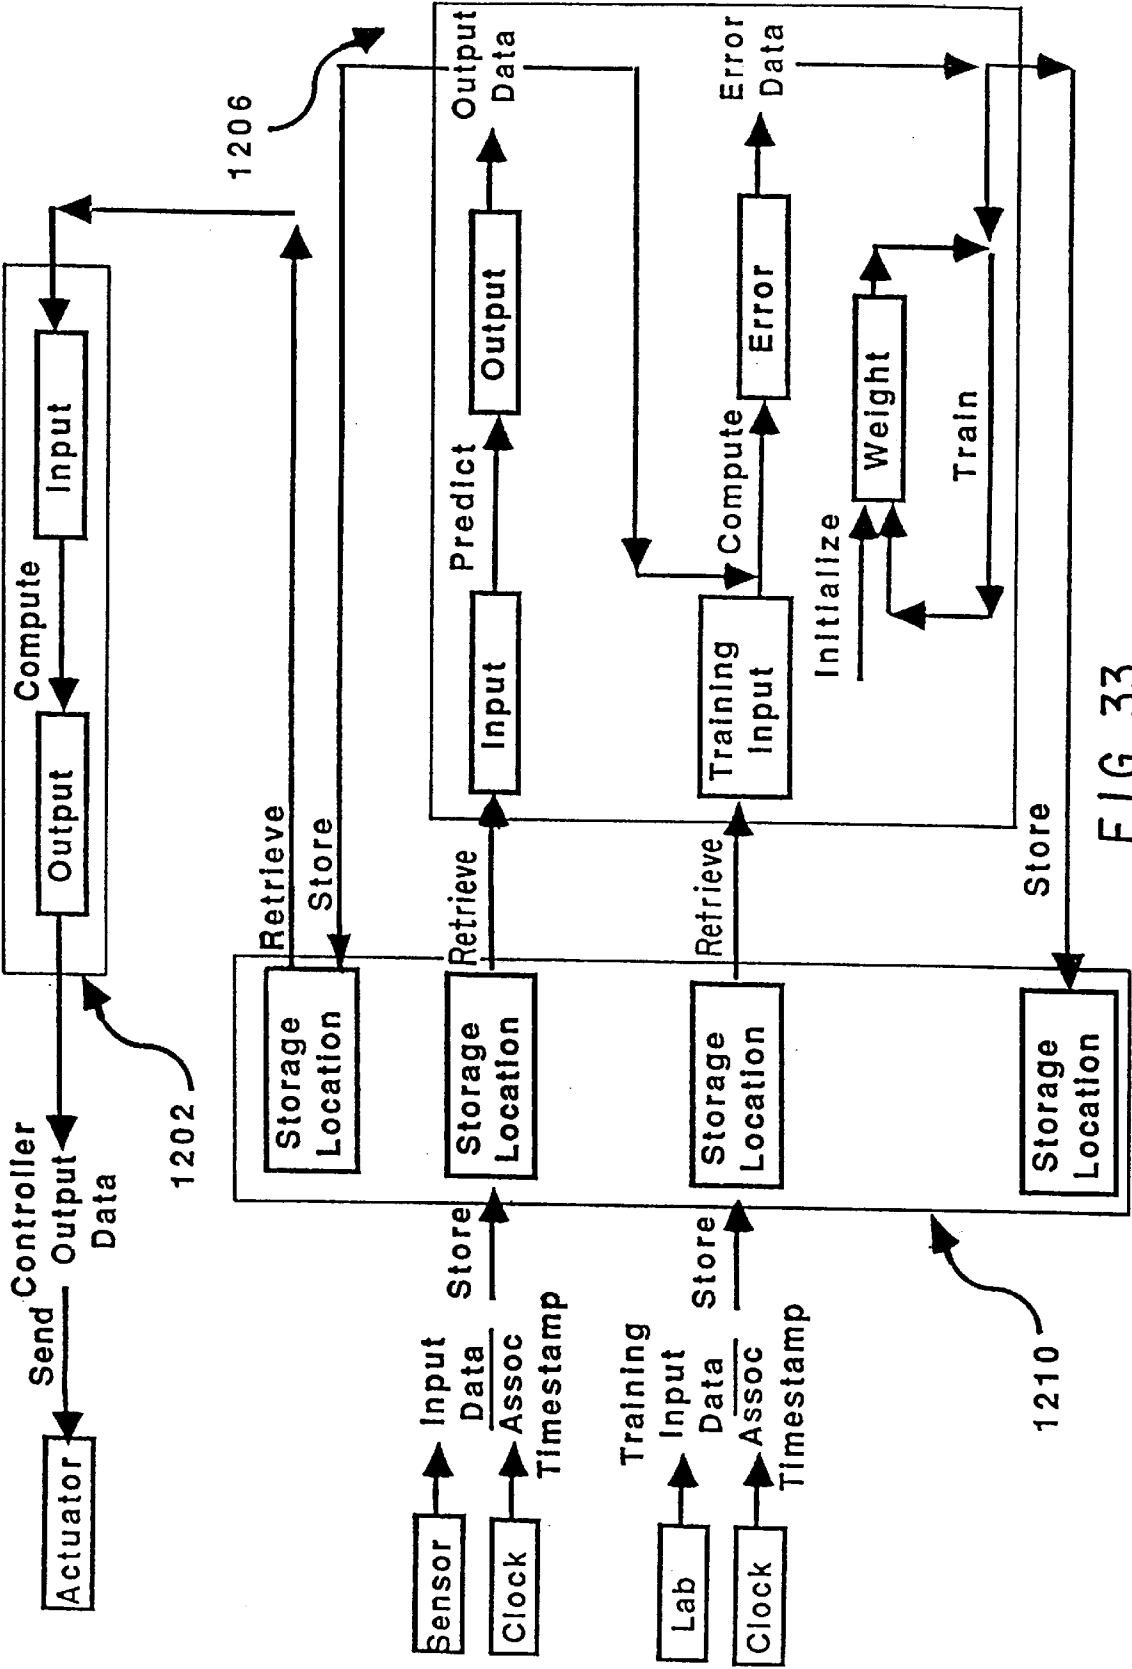 Actuator
Send
Controller
Output
Data
Output
Compute
Input
1202
1206
Retrieve
Store
Storage
Location
Sensor
Input
Data
Clock
Assoc
Timestamp
Store
Storage
Location
Retrieve
Input
Predict
Output
Output
Data
Lab
Training
Input
Data
Clock
Assoc
Timestamp
Store
Storage
Location
Retrieve
Training
Input
Compute
Error
Error
Data
Initialize
Weight
Train
1210
Storage
Location
Store
FIG 33